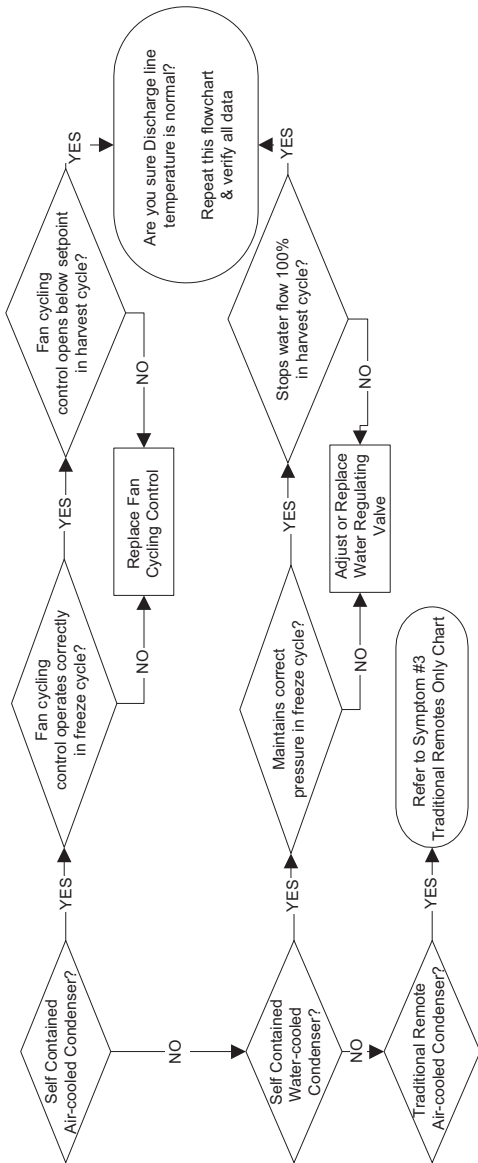 Self Contained
Air-cooled Condenser?
YES
Fan cycling
control operates correctly
in freeze cycle?
YES
Fan cycling
control opens below setpoint
in harvest cycle?
YES
NO
Replace Fan
Cycling Control
NO
Are you sure Discharge line
temperature is normal?
Repeat this flowchart
& verify all data
NO
Self Contained
Water-cooled
Condenser?
YES
Maintains correct
pressure in freeze cycle?
YES
Stops water flow 100%
in harvest cycle?
YES
NO
Adjust or Replace
Water Regulating
Valve
NO
NO
Traditional Remote
Air-cooled Condenser?
YES
Refer to Symptom #3
Traditional Remotes Only Chart